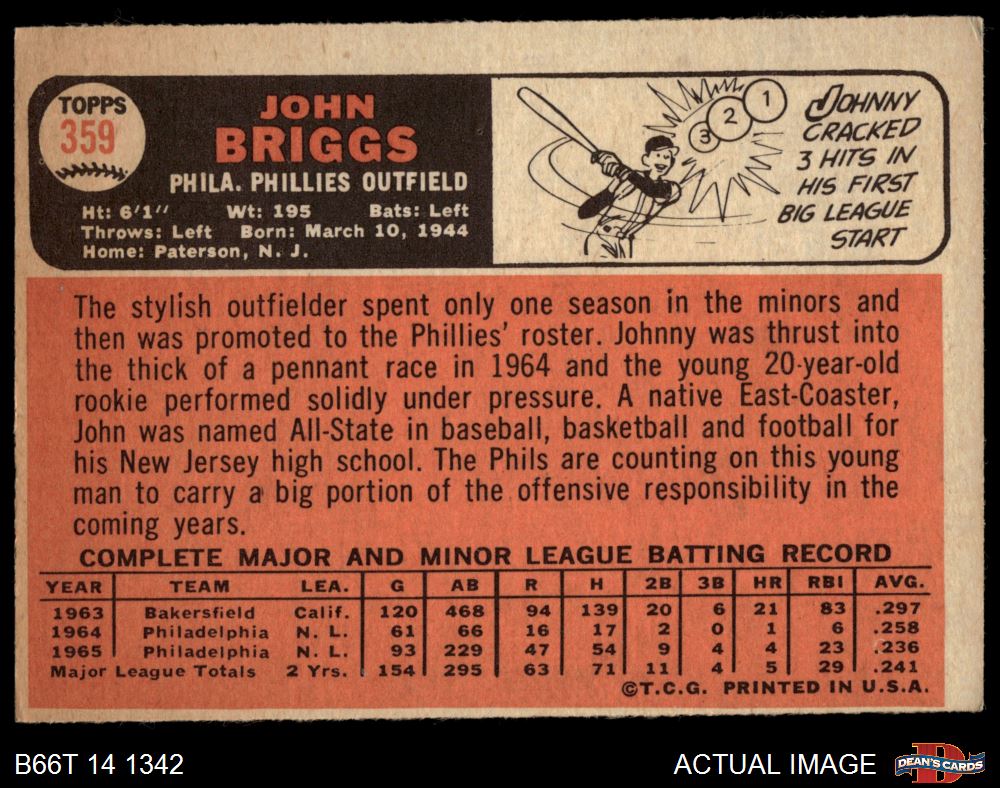 TOPPS
359
JOHN
BRIGGS
PHILA. PHILLIES OUTFIELD
Ht: 6'1" Wt: 195 Bats: Left
Throws: Left Born: March 10, 1944
Home: Paterson, N. J.
1
2
3
JOHNNY
CRACKED
3 HITS IN
HIS FIRST
BIG LEAGUE
START
The stylish outfielder spent only one season in the minors and
then was promoted to the Phillies' roster. Johnny was thrust into
the thick of a pennant race in 1964 and the young 20-year-old
rookie performed solidly under pressure. A native East-Coaster,
John was named All-State in baseball, basketball and football for
his New Jersey high school. The Phils are counting on this young
man to carry a big portion of the offensive responsibility in the
coming years.
COMPLETE MAJOR AND MINOR LEAGUE BATTING RECORD
YEAR TEAM LEA. G AB R H 2B 3B HR RBI AVG.
1963 Bakersfield Calif. 120 468 94 139 20 6 21 83 .297
1964 Philadelphia N. L. 61 66 16 17 2 0 1 6 .258
1965 Philadelphia N. L. 93 229 47 54 9 4 4 23 .236
Major League Totals 2 Yrs. 154 295 63 71 11 4 5 29 .241
©T.C.G. PRINTED IN U.S.A.
B66T 14 1342
ACTUAL IMAGE
D
DEAN'S CARDS